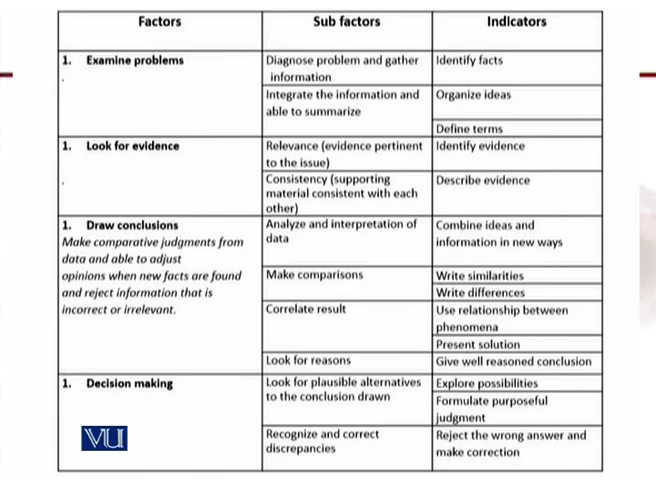 Factors Sub factors Indicators
1. Examine problems
.
Diagnose problem and gather
information
Identify facts
Integrate the information and
able to summarize
Organize ideas
Define terms
1. Look for evidence
.
Relevance (evidence pertinent
to the issue)
Identify evidence
Consistency (supporting
material consistent with each
other)
Describe evidence
1. Draw conclusions
Make comparative judgments from
data and able to adjust
opinions when new facts are found
and reject information that is
incorrect or irrelevant.
Analyze and interpretation of
data
Combine ideas and
information in new ways
Make comparisons
Write similarities
Write differences
Correlate result
Use relationship between
phenomena
Present solution
Look for reasons
Give well reasoned conclusion
1. Decision making
Look for plausible alternatives
to the conclusion drawn
Explore possibilities
Formulate purposeful
judgment
Recognize and correct
discrepancies
Reject the wrong answer and
make correction
VU